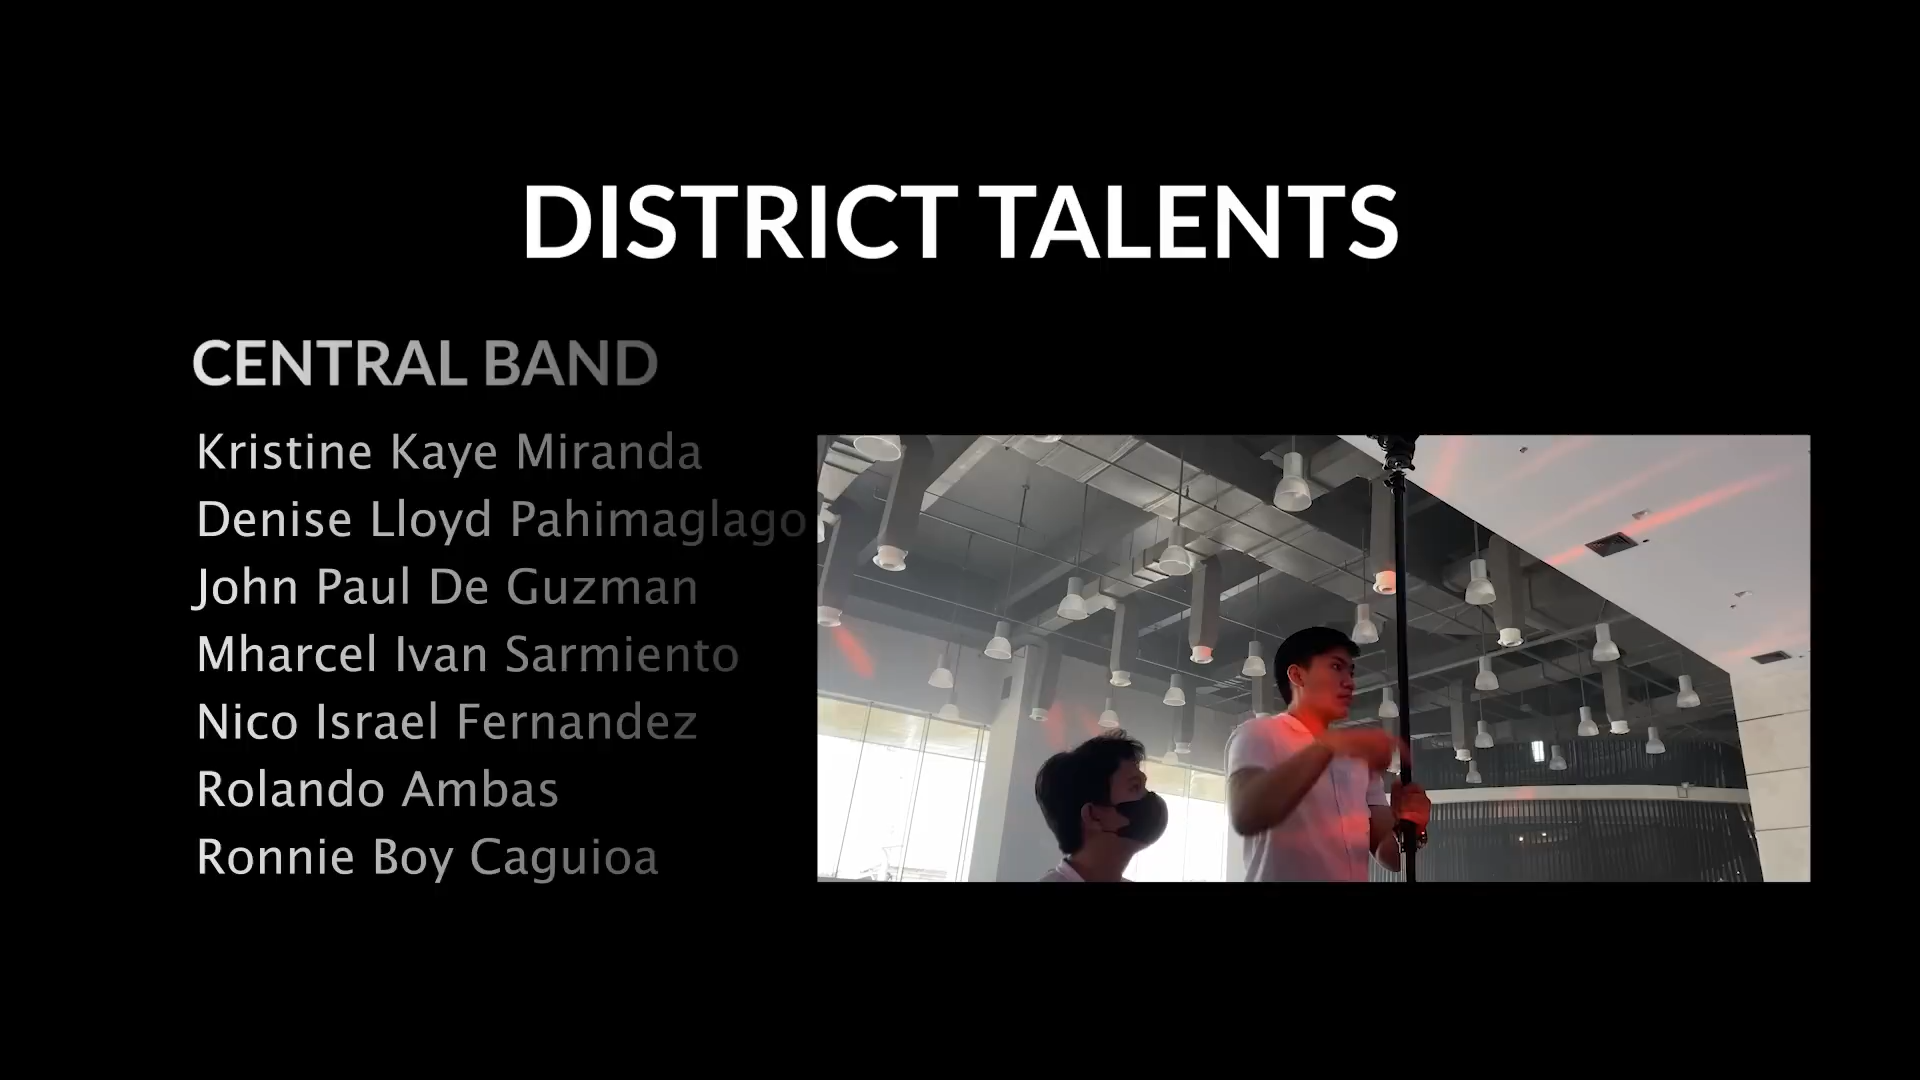 DISTRICT TALENTS
CENTRAL BAND
Kristine Kaye Miranda
Denise Lloyd Pahimaglago
John Paul De Guzman
Mharcel Ivan Sarmiento
Nico Israel Fernandez
Rolando Ambas
Ronnie Boy Caguioa